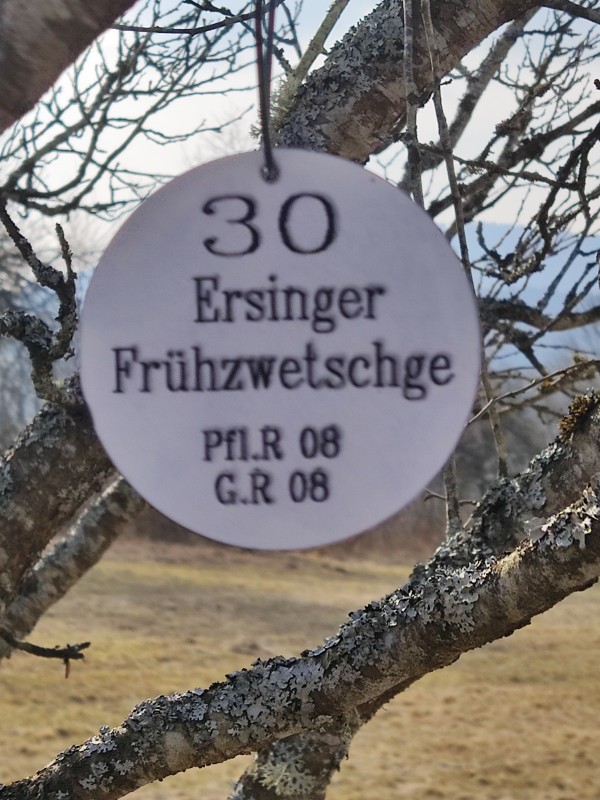 30
Ersinger
Frühzwetschge
Pfl.R 08
G.R 08